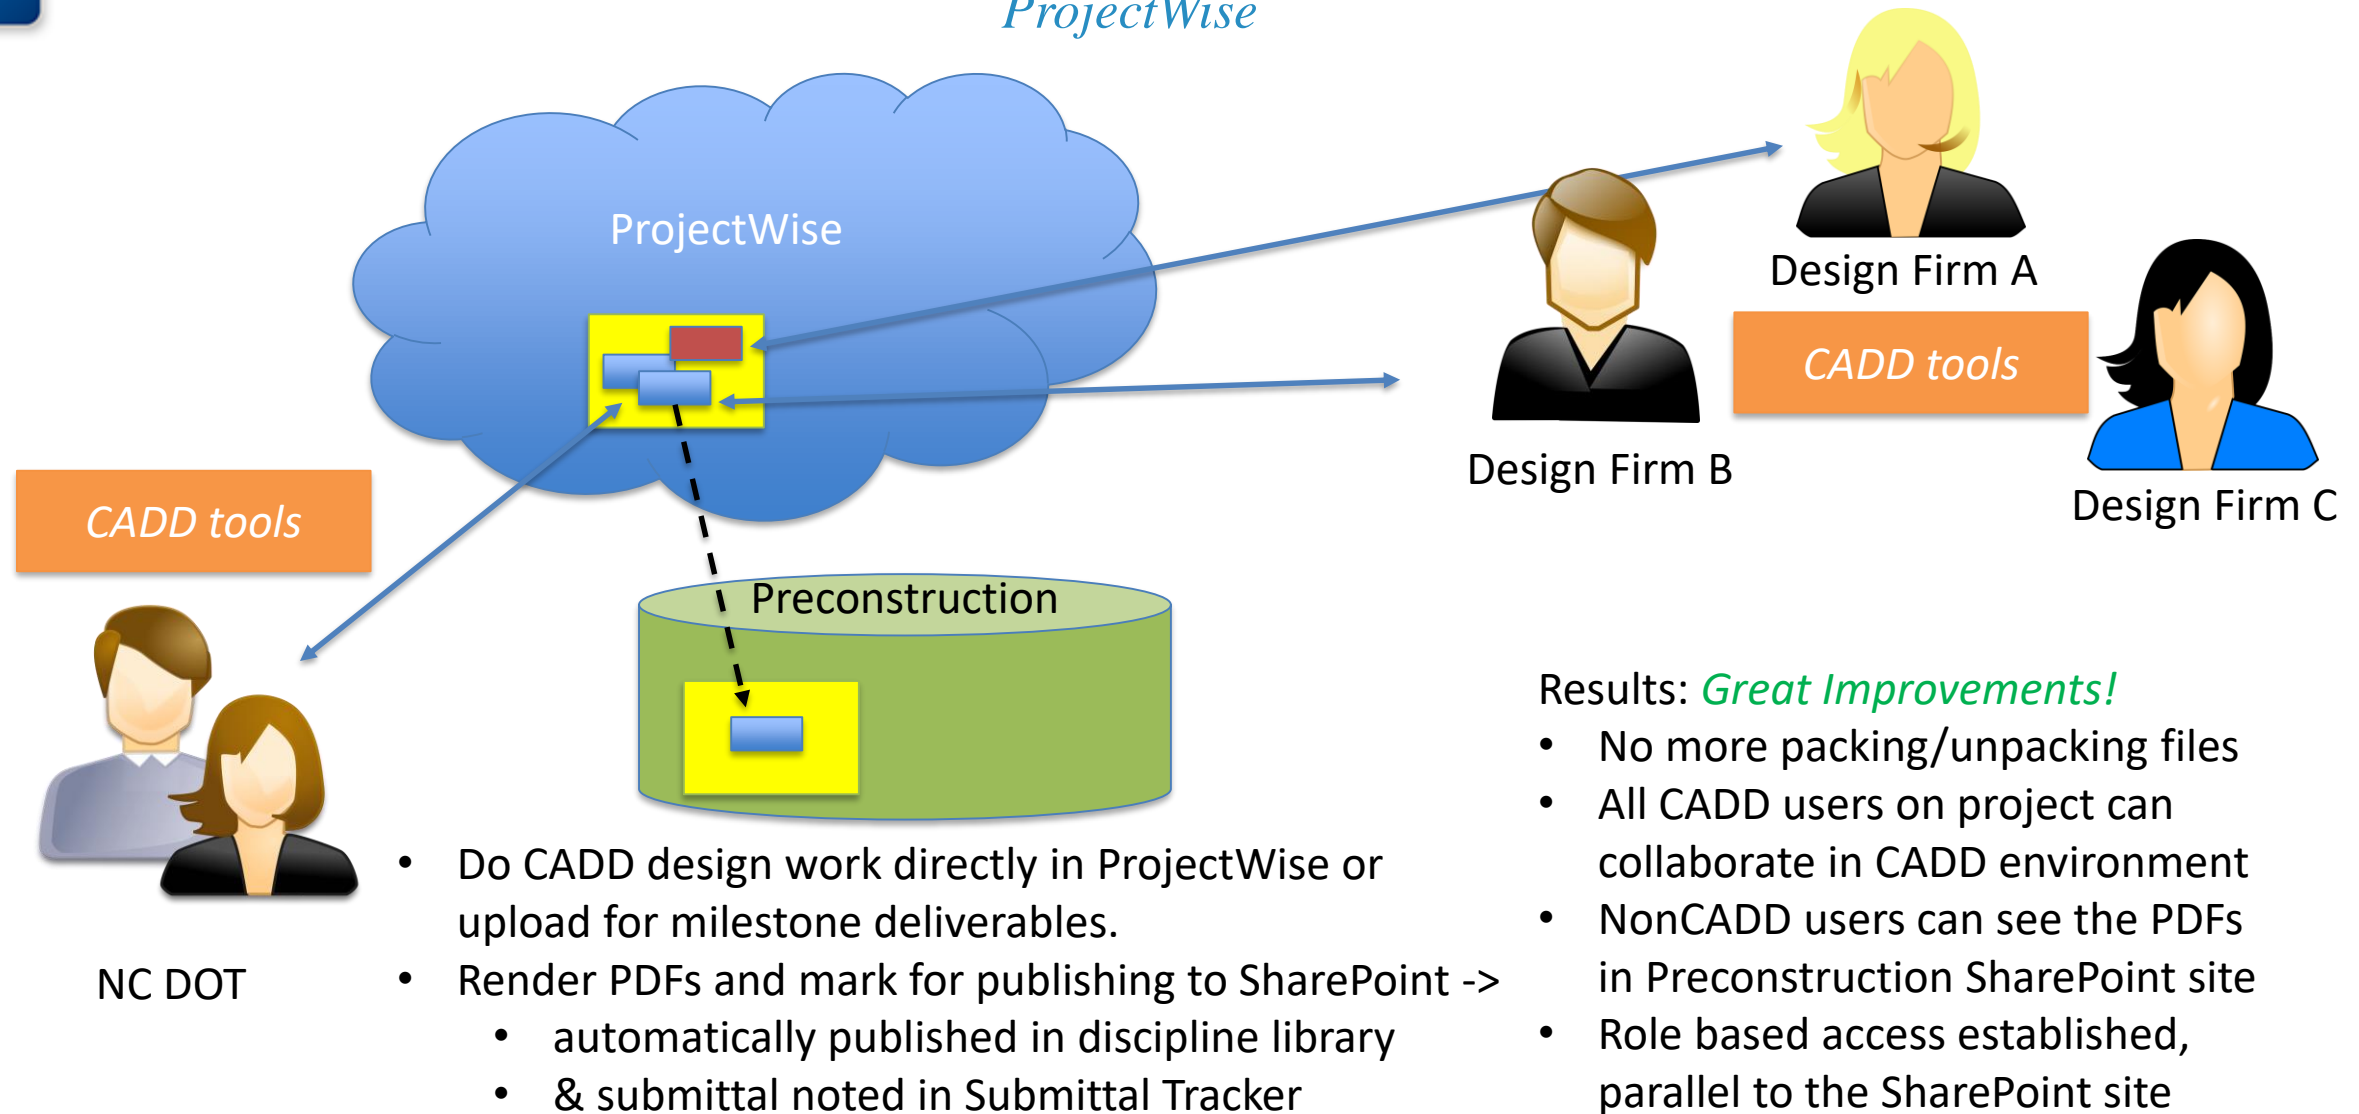 ProjectWise
ProjectWise
Design Firm A
CADD tools
Design Firm B
Design Firm C
CADD tools
Preconstruction
NC DOT
• Do CADD design work directly in ProjectWise or
upload for milestone deliverables.
• Render PDFs and mark for publishing to SharePoint ->
• automatically published in discipline library
• & submittal noted in Submittal Tracker
Results: Great Improvements!
• No more packing/unpacking files
• All CADD users on project can
collaborate in CADD environment
• NonCADD users can see the PDFs
in Preconstruction SharePoint site
• Role based access established,
parallel to the SharePoint site